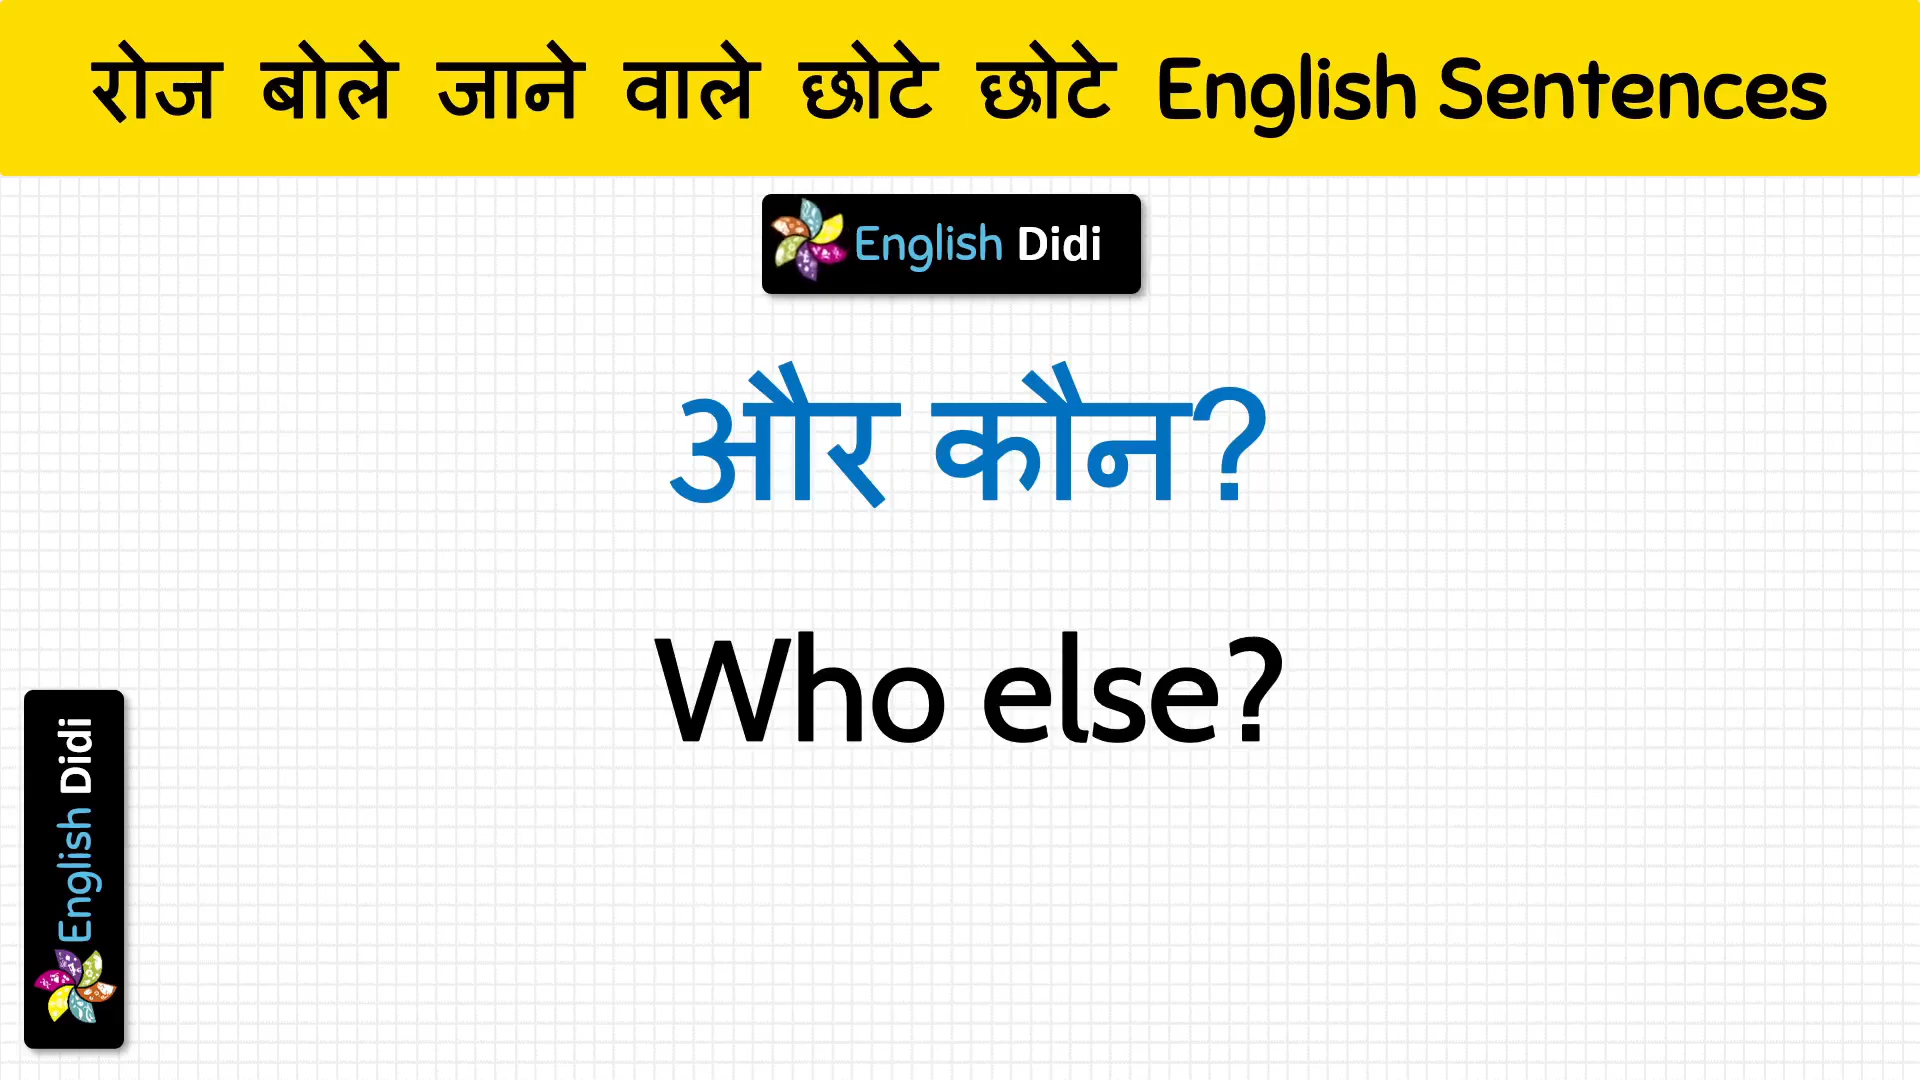 रोज बोले जाने वाले छोटे छोटे English Sentences
English Didi
और कौन?
Who else?
English Didi